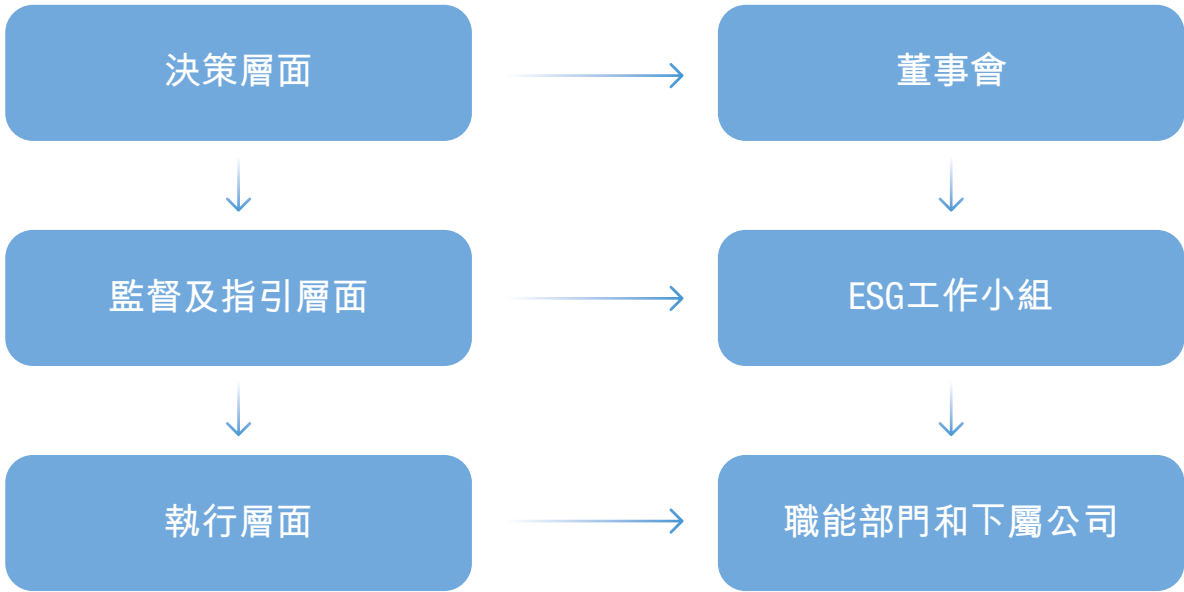 決策層面
董事會
監督及指引層面
ESG工作小組
執行層面
職能部門和下屬公司